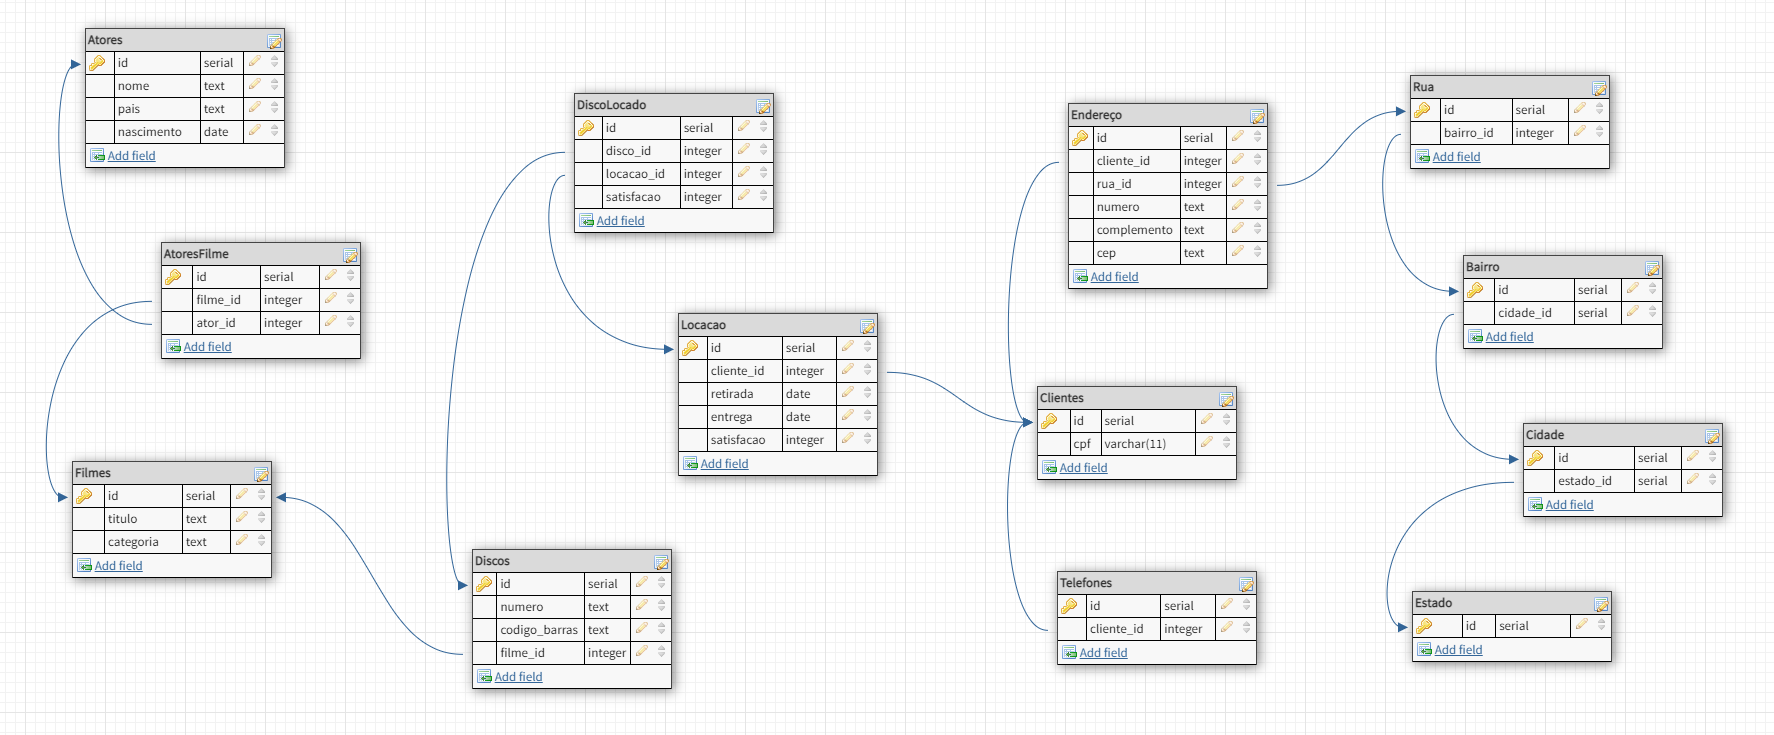 Atores
id serial
nome text
pais text
nascimento date
Add field
AtoresFilme
id serial
filme_id integer
ator_id integer
Add field
Filmes
id serial
titulo text
categoria text
Add field
DiscoLocado
id serial
disco_id integer
locacao_id integer
satisfacao integer
Add field
Locacao
id serial
cliente_id integer
retirada date
entrega date
satisfacao integer
Add field
Discos
id serial
numero text
codigo_barras text
filme_id integer
Add field
Endereço
id serial
cliente_id integer
rua_id integer
numero text
complemento text
cep text
Add field
Clientes
id serial
cpf varchar(11)
Add field
Telefones
id serial
cliente_id integer
Add field
Rua
id serial
bairro_id integer
Add field
Bairro
id serial
cidade_id serial
Add field
Cidade
id serial
estado_id serial
Add field
Estado
id serial
Add field